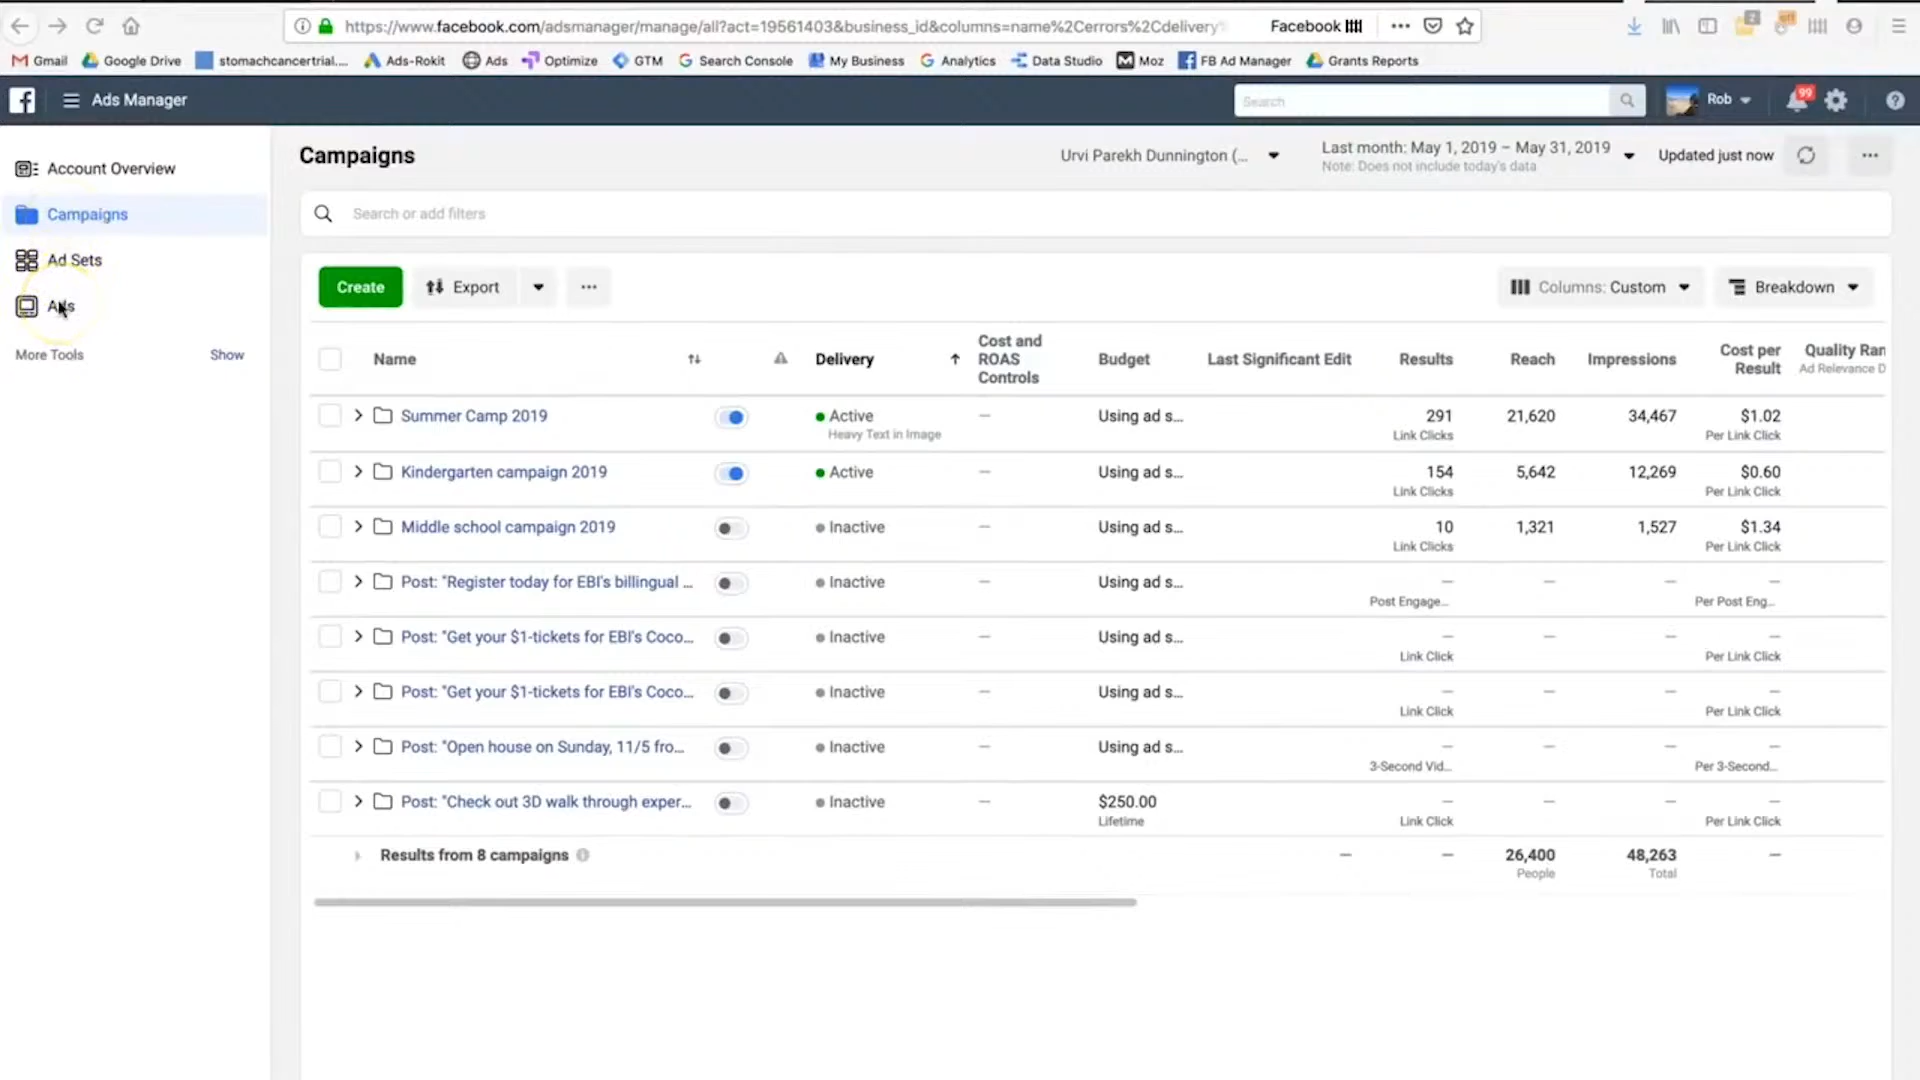 https://www.facebook.com/adsmanager/manage/all?act=19561403&business_id&columns=name%2Cerrors%2Cdelivery%
Facebook
2
off
Gmail
Google Drive
stomachcancertrial....
Ads-Rokit
Ads
Optimize
GTM
Search Console
My Business
Analytics
Data Studio
Moz
FB Ad Manager
Grants Reports
Ads Manager
Search
Rob
99
Account Overview
Campaigns
Ad Sets
Ads
More Tools
Show
Campaigns
Urvi Parekh Dunnington (...
Last month: May 1, 2019 – May 31, 2019
Note: Does not include today's data
Updated just now
Search or add filters
Create
Export
Columns: Custom
Breakdown
Name
Delivery
Cost and
ROAS
Controls
Budget
Last Significant Edit
Results
Reach
Impressions
Cost per
Result
Quality Ran
Ad Relevance D
Summer Camp 2019
Active
Heavy Text in Image
—
Using ad s...
291
Link Clicks
21,620
34,467
$1.02
Per Link Click
Kindergarten campaign 2019
Active
—
Using ad s...
154
Link Clicks
5,642
12,269
$0.60
Per Link Click
Middle school campaign 2019
Inactive
—
Using ad s...
10
Link Clicks
1,321
1,527
$1.34
Per Link Click
Post: "Register today for EBI's billingual ...
Inactive
—
Using ad s...
—
Post Engage...
—
—
—
Per Post Eng...
Post: "Get your $1-tickets for EBI's Coco...
Inactive
—
Using ad s...
—
Link Click
—
—
—
Per Link Click
Post: "Get your $1-tickets for EBI's Coco...
Inactive
—
Using ad s...
—
Link Click
—
—
—
Per Link Click
Post: "Open house on Sunday, 11/5 fro...
Inactive
—
Using ad s...
—
3-Second Vid...
—
—
—
Per 3-Second...
Post: "Check out 3D walk through exper...
Inactive
—
$250.00
Lifetime
—
Link Click
—
—
—
Per Link Click
Results from 8 campaigns
—
—
26,400
People
48,263
Total
—